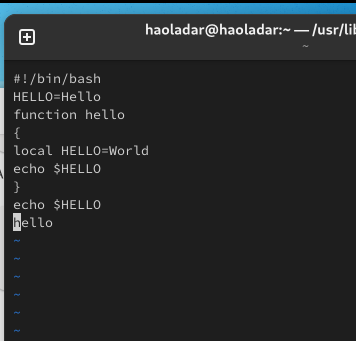 haoladar@haoladar:~ — /usr/lib
~
#!/bin/bash
HELLO=Hello
function hello
{
local HELLO=World
echo $HELLO
}
echo $HELLO
hello
~
~
~
~
~
~